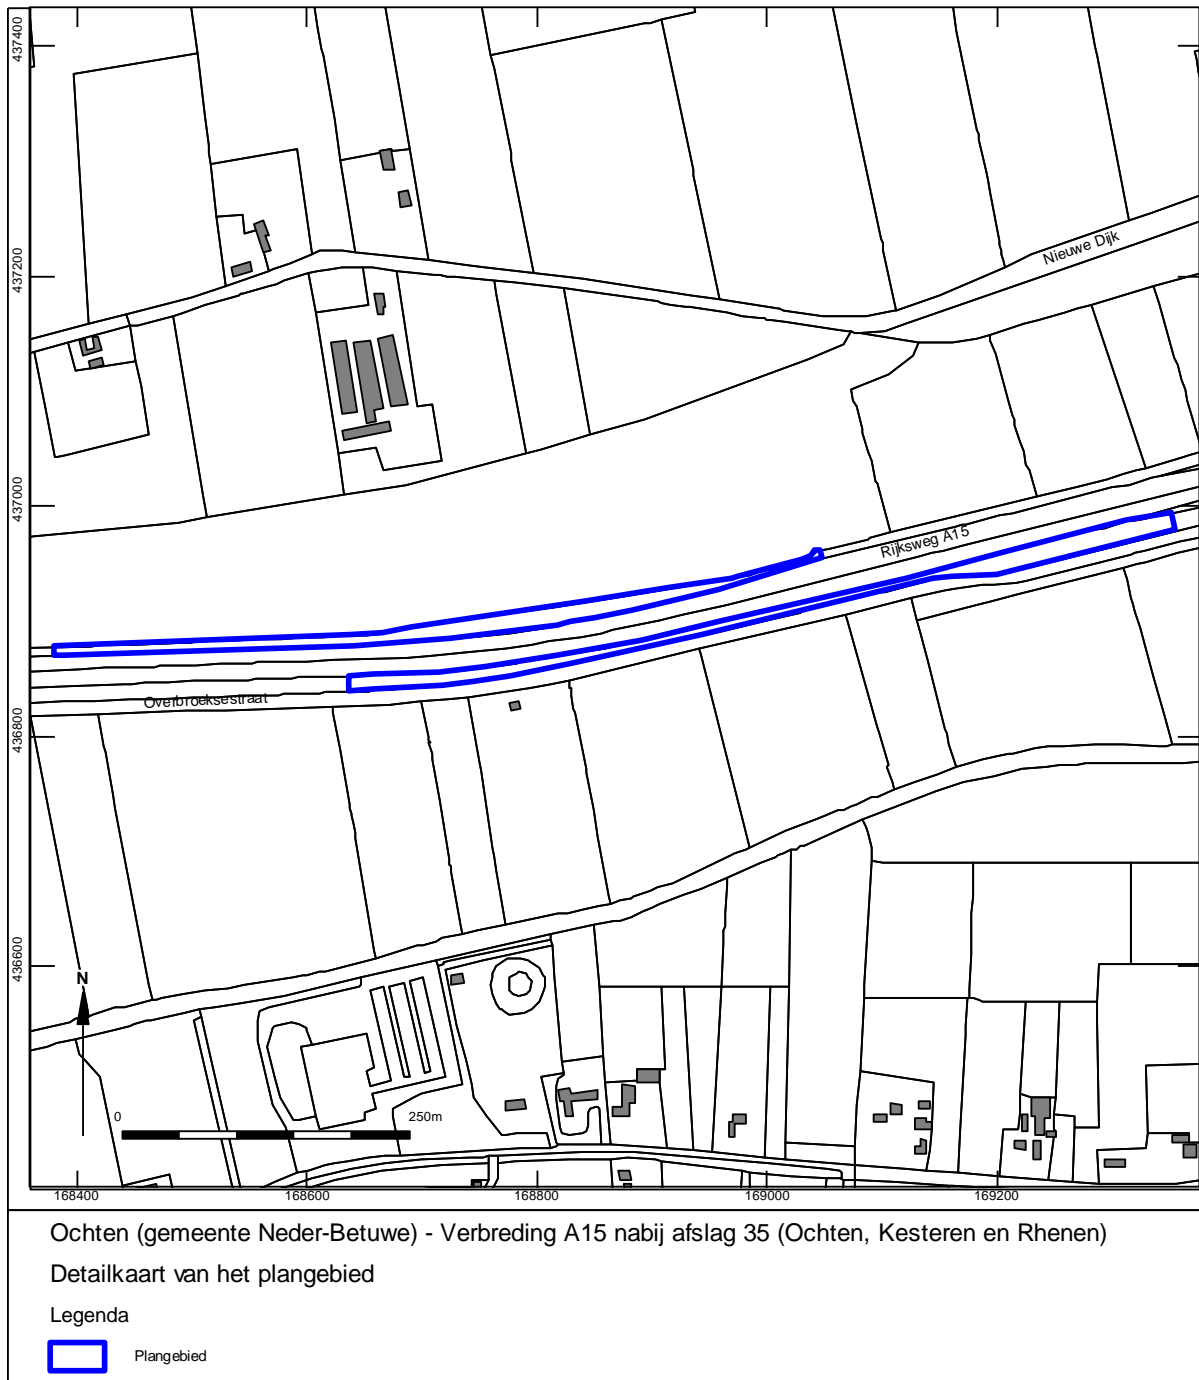 437400
437200
Nieuwe Dijk
437000
Rijksweg A15
Overbroeksestraat
436800
436600
N
0
250m
168400
168600
168800
169000
169200
Ochten (gemeente Neder-Betuwe) - Verbreding A15 nabij afslag 35 (Ochten, Kesteren en Rhenen)
Detailkaart van het plangebied
Legenda
Plangebied